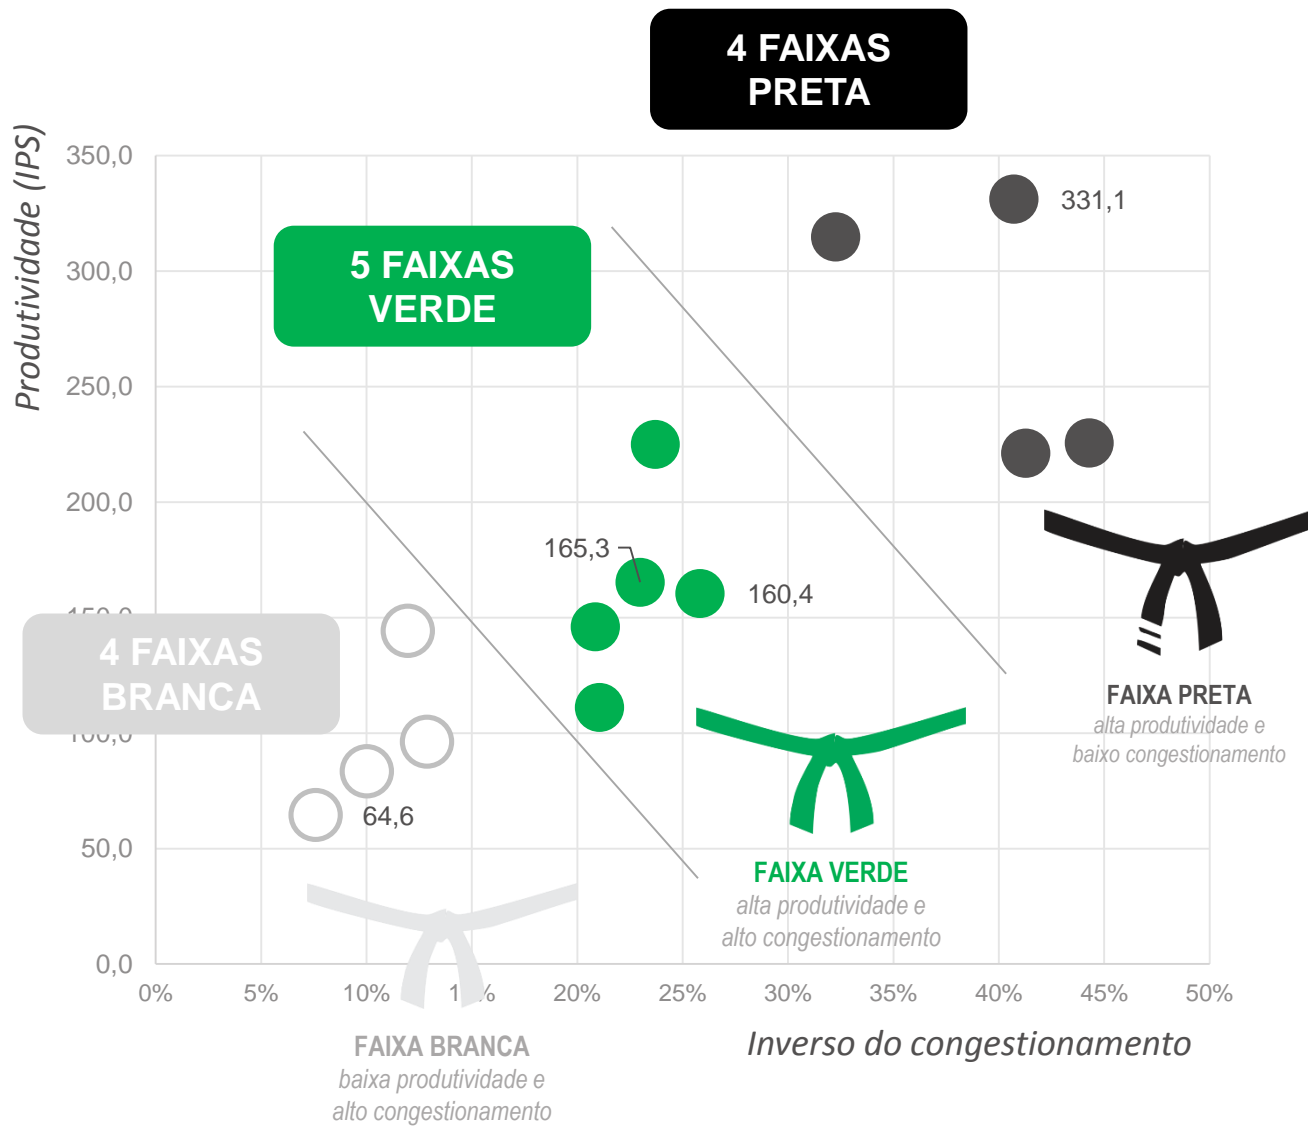 4 FAIXAS
PRETA
Produtividade (IPS)
350,0
300,0
250,0
200,0
100,0
50,0
0,0
331,1
5 FAIXAS
VERDE
165,3
160,4
4 FAIXAS
BRANCA
64,6
FAIXA PRETA
alta produtividade e
baixo congestionamento
FAIXA VERDE
alta produtividade e
alto congestionamento
0%
5%
10%
20%
25%
30%
35%
40%
45%
50%
Inverso do congestionamento
FAIXA BRANCA
baixa produtividade e
alto congestionamento